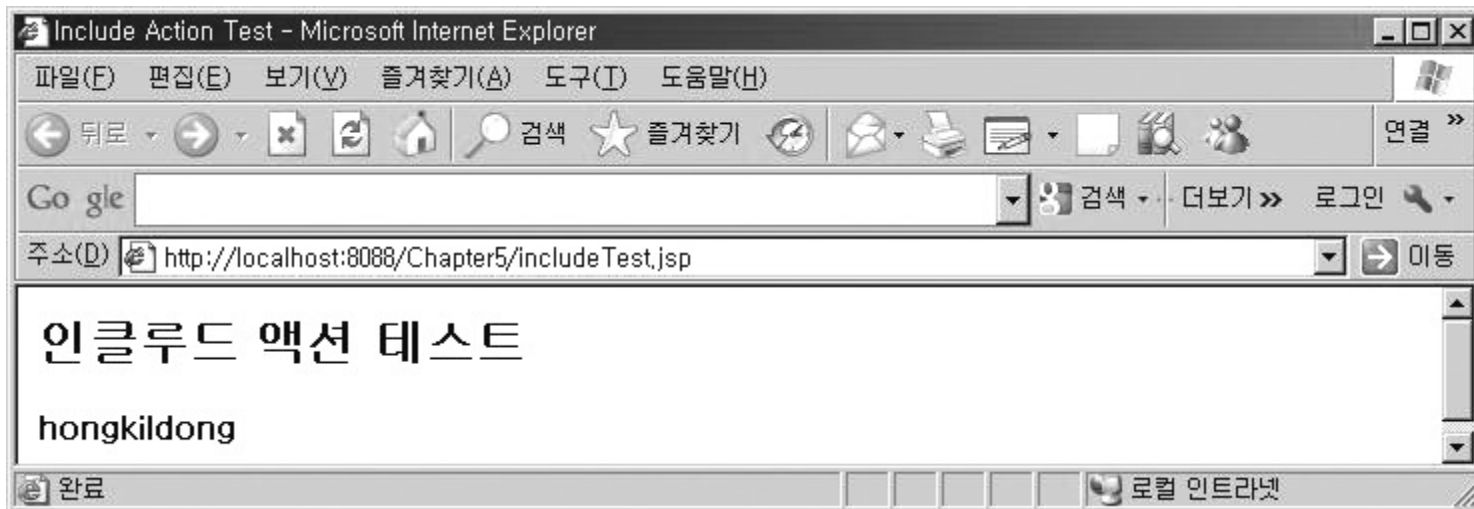 Include Action Test - Microsoft Internet Explorer
파일(F) 편집(E) 보기(V) 즐겨찾기(A) 도구(T) 도움말(H)
뒤로 검색 즐겨찾기 연결 »
Go gle 검색 더보기 >> 로그인
주소(D) http://localhost:8088/Chapter5/includeTest.jsp 이동
인클루드 액션 테스트
hongkildong
완료 로컬 인트라넷